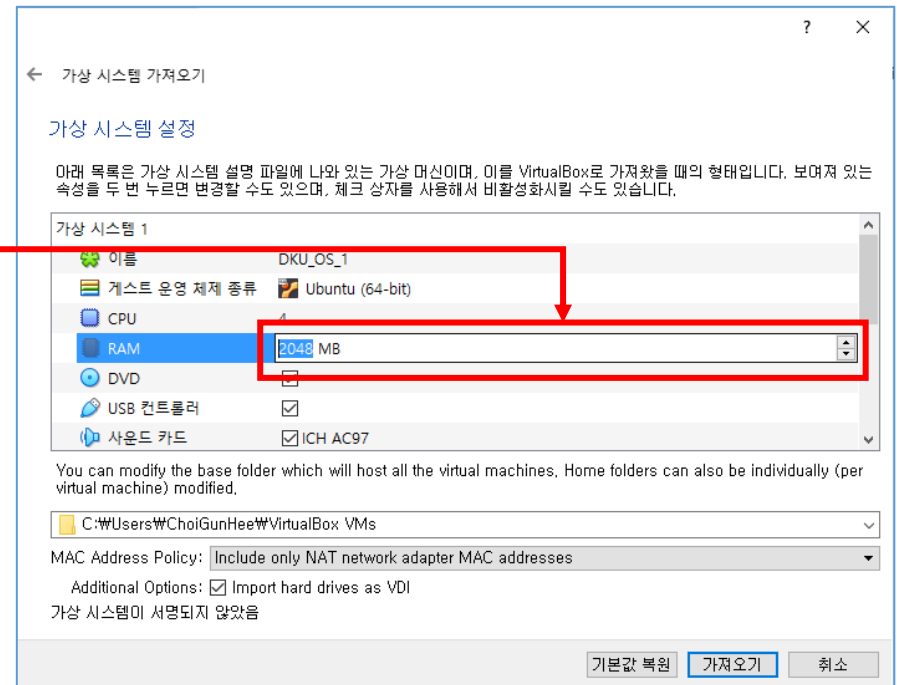 ?
가상 시스템 가져오기
가상 시스템 설정
아래 목록은 가상 시스템 설명 파일에 나와 있는 가상 머신이며, 이를 VirtualBox로 가져왔을 때의 형태입니다. 보여져 있는
속성을 두 번 누르면 변경할 수도 있으며, 체크 상자를 사용해서 비활성화시킬 수도 있습니다.
가상 시스템 1
이름 DKU_OS_1
게스트 운영 체제 종류 Ubuntu (64-bit)
CPU 4
RAM 2048 MB
DVD
USB 컨트롤러
사운드 카드 ICH AC97
You can modify the base folder which will host all the virtual machines. Home folders can also be individually (per
virtual machine) modified.
C:₩Users₩ChoiGunHee₩VirtualBox VMs
MAC Address Policy: Include only NAT network adapter MAC addresses
Additional Options: Import hard drives as VDI
가상 시스템이 서명되지 않았음
기본값 복원 가져오기 취소